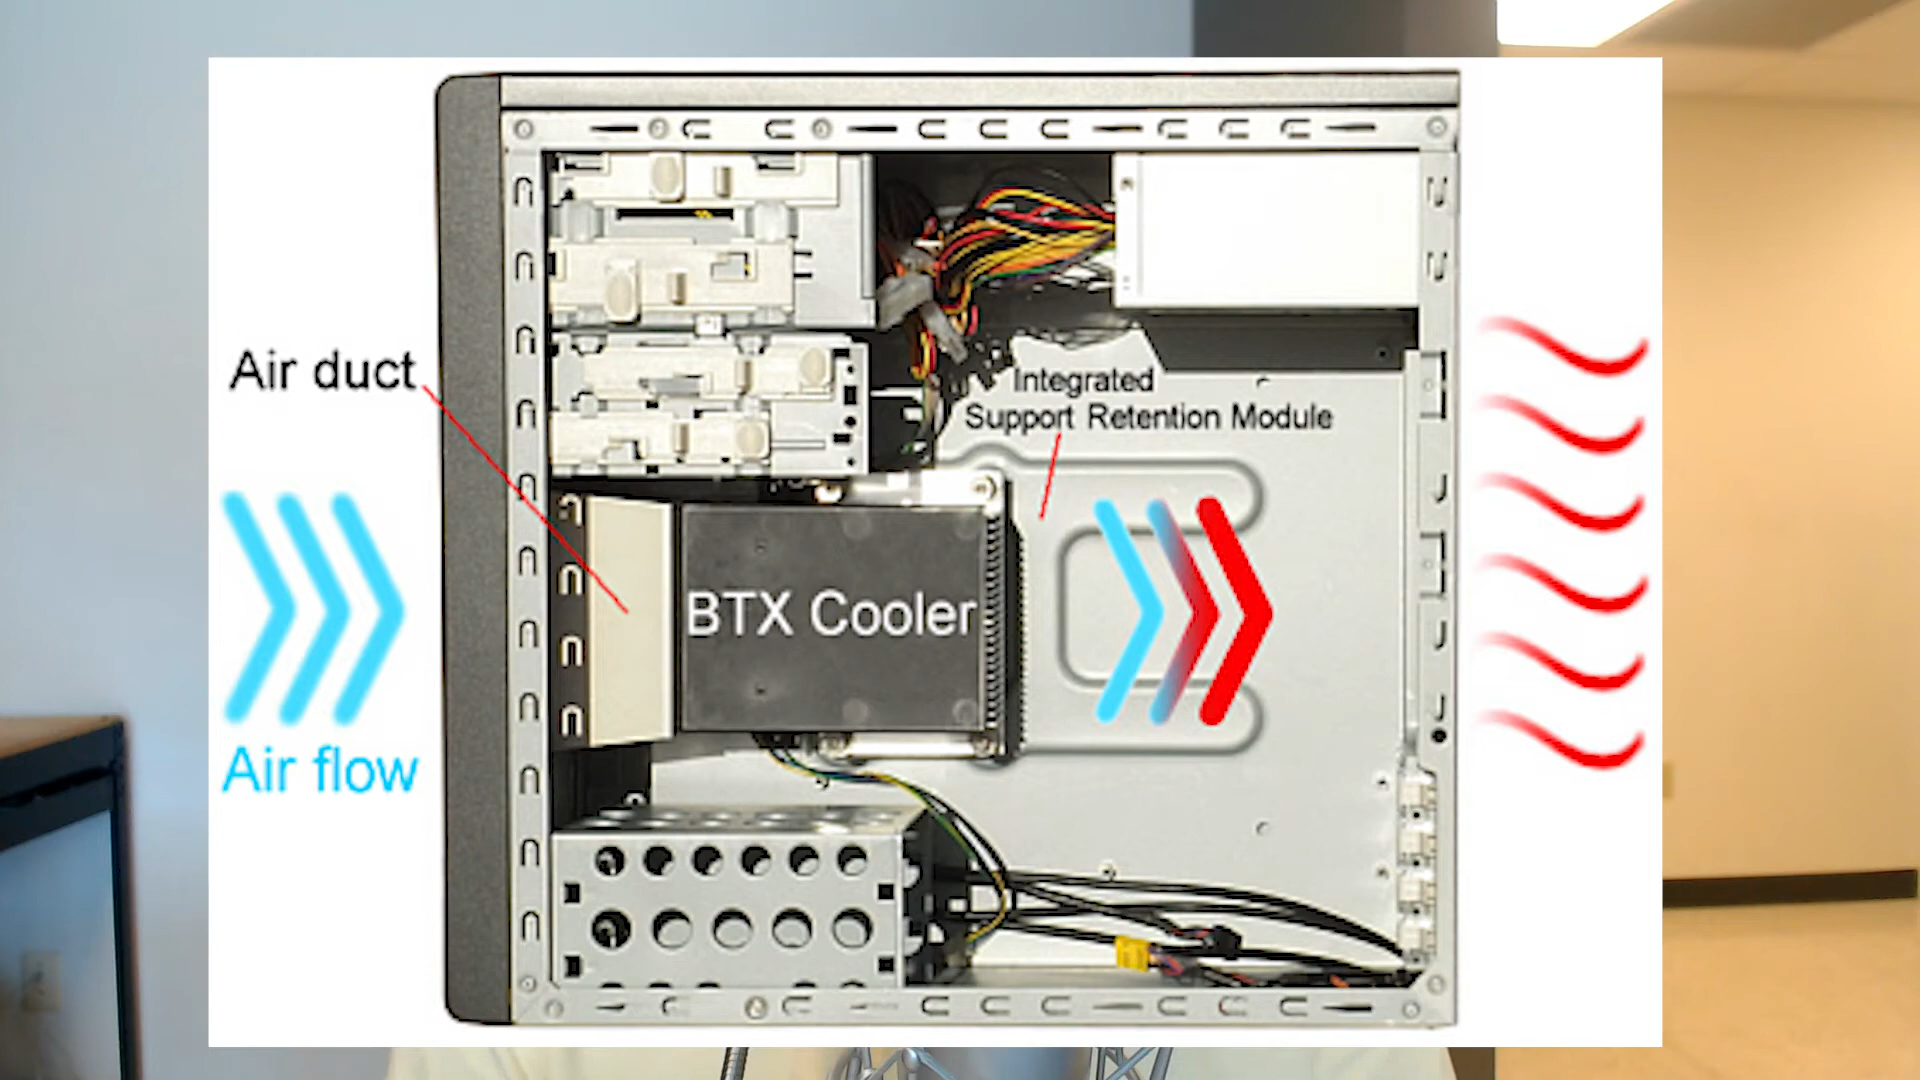 Air duct
Integrated
Support Retention Module
BTX Cooler
Air flow